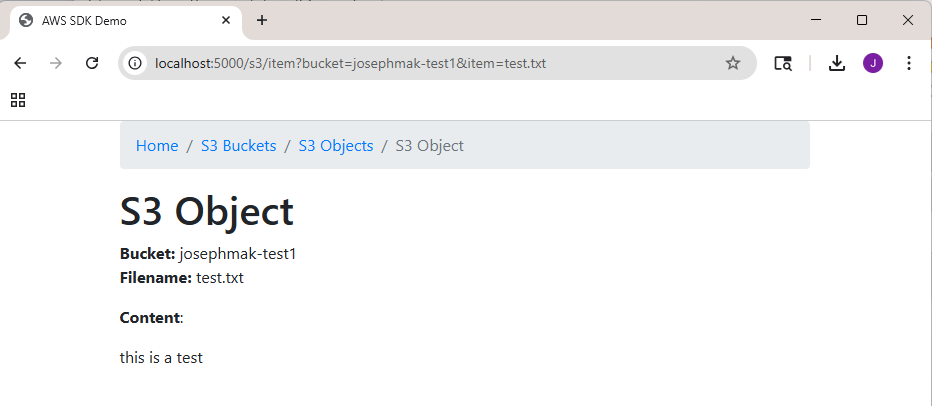 AWS SDK Demo
localhost:5000/s3/item?bucket=josephmak-test1&item=test.txt
J
Home / S3 Buckets / S3 Objects / S3 Object
S3 Object
Bucket: josephmak-test1
Filename: test.txt
Content:
this is a test